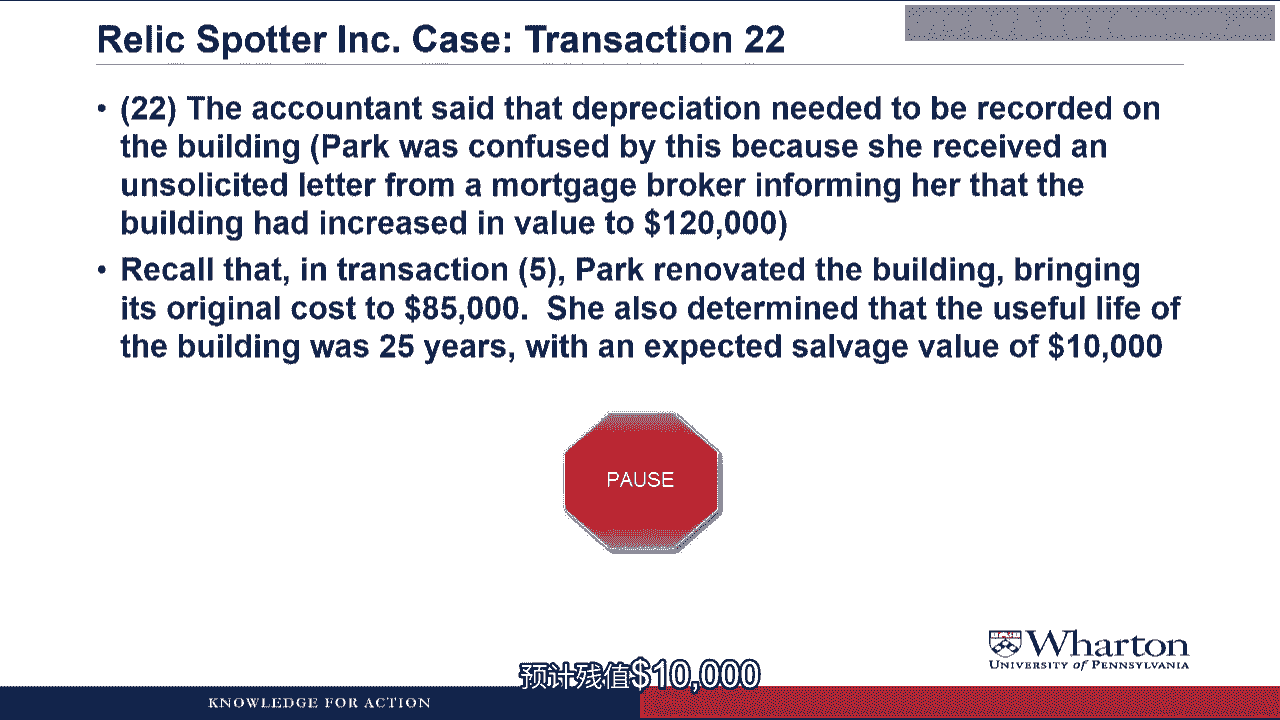 Relic Spotter Inc. Case: Transaction 22
• (22) The accountant said that depreciation needed to be recorded on
the building (Park was confused by this because she received an
unsolicited letter from a mortgage broker informing her that the
building had increased in value to $120,000)
• Recall that, in transaction (5), Park renovated the building, bringing
its original cost to $85,000. She also determined that the useful life of
the building was 25 years, with an expected salvage value of $10,000
PAUSE
Wharton
UNIVERSITY of PENNSYLVANIA
预计残值$10,000
KNOWLEDGE FOR ACTION